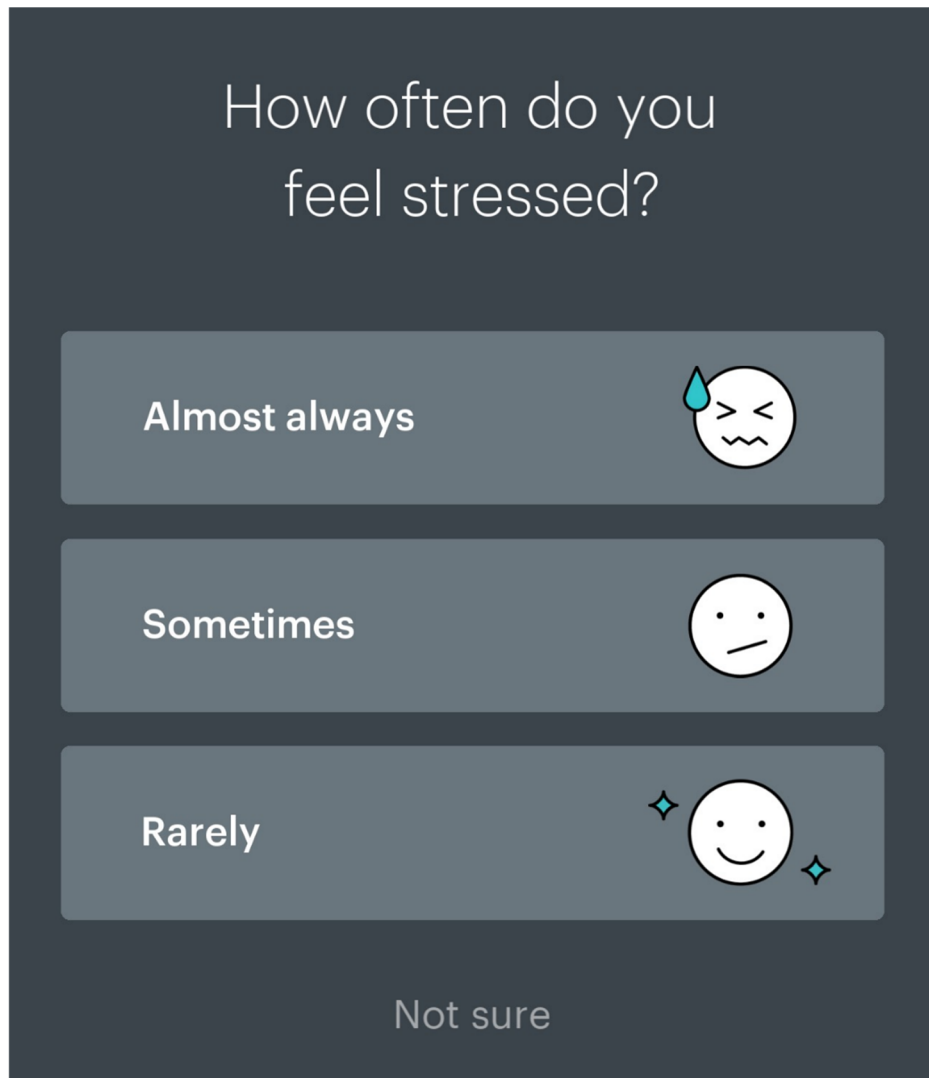 How often do you
feel stressed?
Almost always
Sometimes
Rarely
Not sure